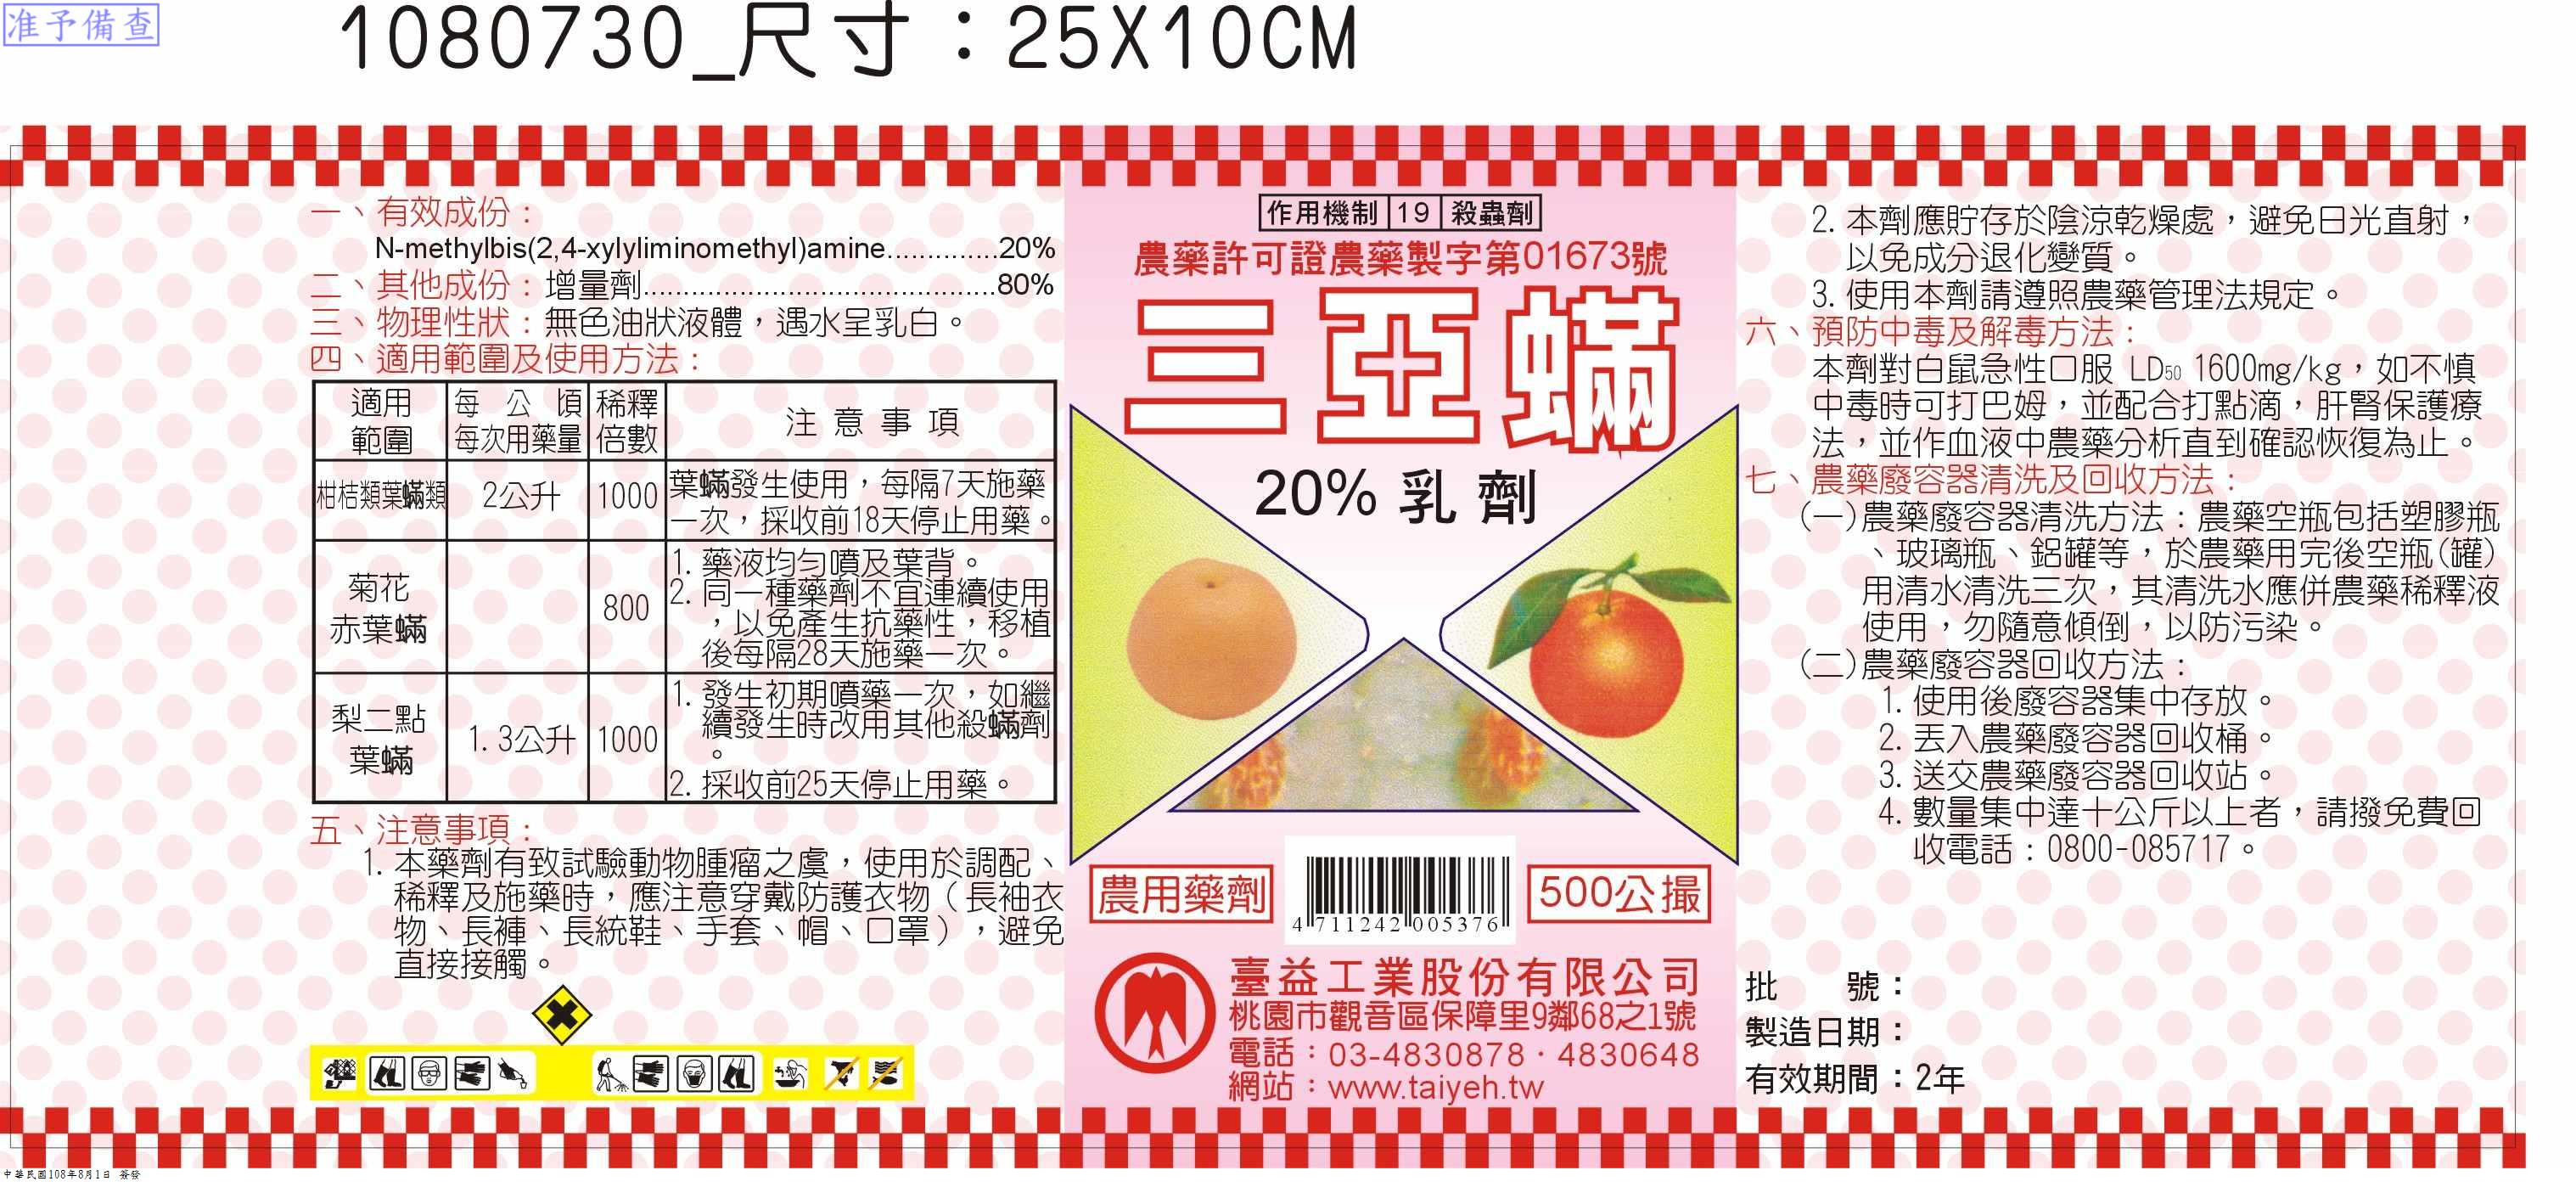 准予備查
1080730_尺寸：25X10CM
一、有效成份：
N-methylbis(2,4-xylyliminomethyl)amine..............20%
二、其他成份：增量劑............................................80%
三、物理性狀：無色油狀液體，遇水呈乳白。
四、適用範圍及使用方法：
適用
範圍
每公頃
每次用藥量
稀釋
倍數
注意事項
柑桔類葉蟎類
2公升
1000
葉蟎發生使用，每隔7天施藥
一次，採收前18天停止用藥。
菊花
赤葉蟎
800
1. 藥液均勻噴及葉背。
2. 同一種藥劑不宜連續使用
，以免產生抗藥性，移植
後每隔28天施藥一次。
梨二點
葉蟎
1.3公升
1000
1. 發生初期噴藥一次，如繼
續發生時改用其他殺蟎劑
。
2. 採收前25天停止用藥。
五、注意事項：
1. 本藥劑有致試驗動物腫瘤之虞，使用於調配、
稀釋及施藥時，應注意穿戴防護衣物（長袖衣
物、長褲、長統鞋、手套、帽、口罩），避免
直接接觸。
作用機制 19 殺蟲劑
農藥許可證農藥製字第01673號
三亞蟎
20% 乳劑
農用藥劑
4 711242 005376
500公撮
臺益工業股份有限公司
桃園市觀音區保障里9鄰68之1號
電話：03-4830878・4830648
網站：www.taiyeh.tw
2. 本劑應貯存於陰涼乾燥處，避免日光直射，
以免成分退化變質。
3. 使用本劑請遵照農藥管理法規定。
六、預防中毒及解毒方法：
本劑對白鼠急性口服 LD50 1600mg/kg，如不慎
中毒時可打巴姆，並配合打點滴，肝腎保護療
法，並作血液中農藥分析直到確認恢復為止。
七、農藥廢容器清洗及回收方法：
(一)農藥廢容器清洗方法：農藥空瓶包括塑膠瓶
、玻璃瓶、鋁罐等，於農藥用完後空瓶(罐)
用清水清洗三次，其清洗水應併農藥稀釋液
使用，勿隨意傾倒，以防污染。
(二)農藥廢容器回收方法：
1. 使用後廢容器集中存放。
2. 丟入農藥廢容器回收桶。
3. 送交農藥廢容器回收站。
4. 數量集中達十公斤以上者，請撥免費回
收電話：0800-085717。
批號：
製造日期：
有效期間：2年
中華民國108年8月1日 簽發